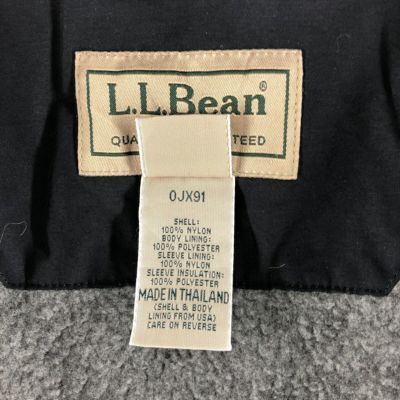 L.L.Bean®
QUA TEED
0JX91
SHELL:
100% NYLON
BODY LINING:
100% POLYESTER
SLEEVE LINING:
100% NYLON
SLEEVE INSULATION:
100% POLYESTER
MADE IN THAILAND
(SHELL & BODY
LINING FROM USA)
CARE ON REVERSE